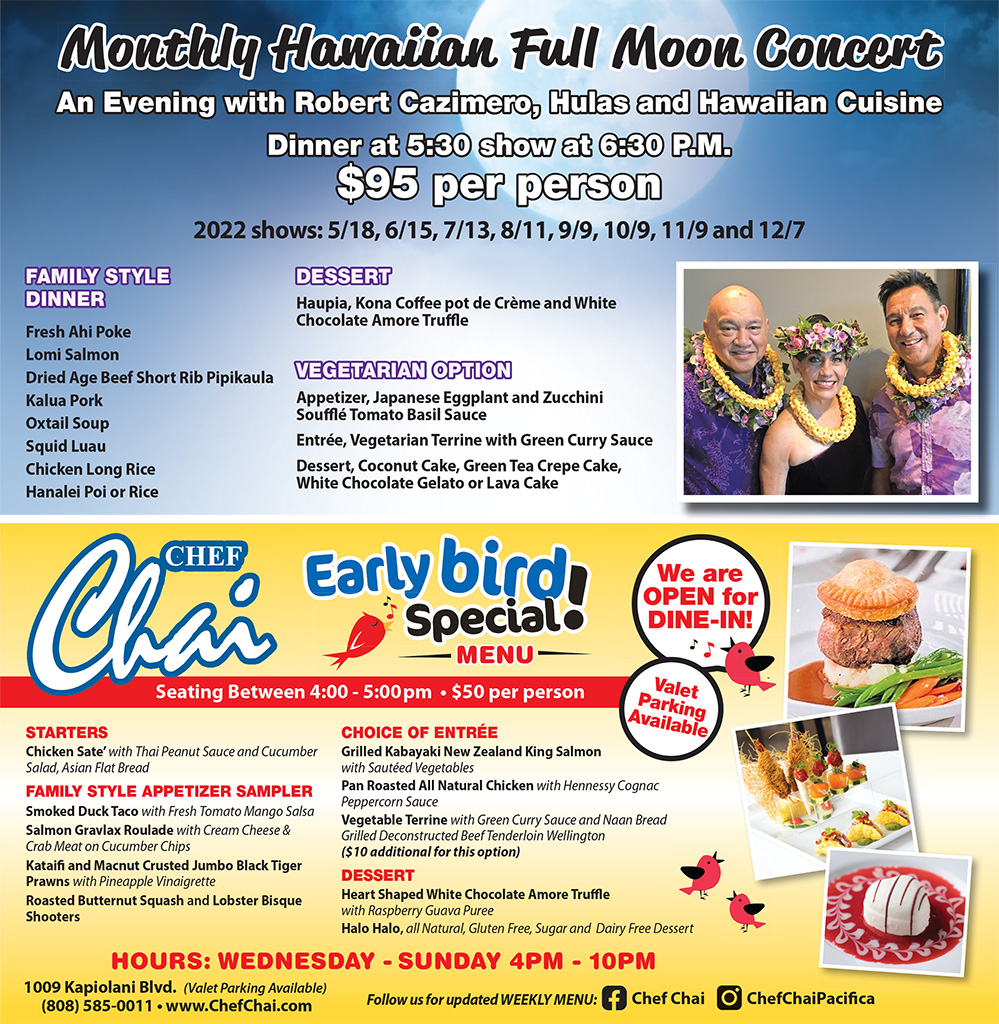 Monthly Hawaiian Full Moon Concert
An Evening with Robert Cazimero, Hulas and Hawaiian Cuisine
Dinner at 5:30 show at 6:30 P.M.
$95 per person
2022 shows: 5/18, 6/15, 7/13, 8/11, 9/9, 10/9, 11/9 and 12/7
FAMILY STYLE
DINNER
Fresh Ahi Poke
Lomi Salmon
Dried Age Beef Short Rib Pipikaula
Kalua Pork
Oxtail Soup
Squid Luau
Chicken Long Rice
Hanalei Poi or Rice
DESSERT
Haupia, Kona Coffee pot de Crème and White
Chocolate Amore Truffle
VEGETARIAN OPTION
Appetizer, Japanese Eggplant and Zucchini
Soufflé Tomato Basil Sauce
Entrée, Vegetarian Terrine with Green Curry Sauce
Dessert, Coconut Cake, Green Tea Crepe Cake,
White Chocolate Gelato or Lava Cake
CHEF
Chai
Early bird
Special!
MENU
We are
OPEN for
DINE-IN!
Valet
Parking
Available
Seating Between 4:00 - 5:00pm • $50 per person
STARTERS
Chicken Sate' with Thai Peanut Sauce and Cucumber
Salad, Asian Flat Bread
FAMILY STYLE APPETIZER SAMPLER
Smoked Duck Taco with Fresh Tomato Mango Salsa
Salmon Gravlax Roulade with Cream Cheese &
Crab Meat on Cucumber Chips
Kataifi and Macnut Crusted Jumbo Black Tiger
Prawns with Pineapple Vinaigrette
Roasted Butternut Squash and Lobster Bisque
Shooters
CHOICE OF ENTRÉE
Grilled Kabayaki New Zealand King Salmon
with Sautéed Vegetables
Pan Roasted All Natural Chicken with Hennessy Cognac
Peppercorn Sauce
Vegetable Terrine with Green Curry Sauce and Naan Bread
Grilled Deconstructed Beef Tenderloin Wellington
($10 additional for this option)
DESSERT
Heart Shaped White Chocolate Amore Truffle
with Raspberry Guava Puree
Halo Halo, all Natural, Gluten Free, Sugar and Dairy Free Dessert
HOURS: WEDNESDAY - SUNDAY 4PM - 10PM
1009 Kapiolani Blvd. (Valet Parking Available)
(808) 585-0011 • www.ChefChai.com
Follow us for updated WEEKLY MENU: Chef Chai ChefChaiPacifica